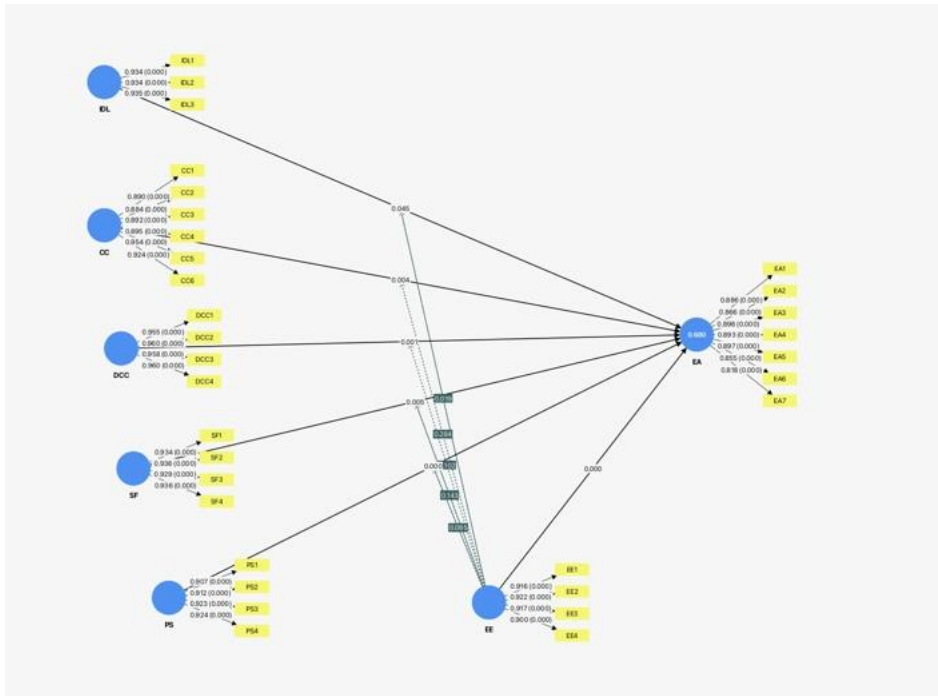 IDL1
0.934 (0.000)
0.934 (0.000)
IDL2
0.935 (0.000)
IDL3
IDL
CC1
0.890 (0.000)
CC2
0.884 (0.000)
CC3
0.892 (0.000)
0.895 (0.000)
CC4
0.954 (0.000)
CC5
0.924 (0.000)
CC6
CC
DCC1
0.955 (0.000)
DCC2
0.960 (0.000)
0.958 (0.000)
DCC3
0.960 (0.000)
DCC4
DCC
SF1
0.934 (0.000)
SF2
0.936 (0.000)
0.929 (0.000)
SF3
0.936 (0.000)
SF4
SF
PS1
0.907 (0.000)
PS2
0.912 (0.000)
0.923 (0.000)
PS3
0.924 (0.000)
PS4
PS
0.045
0.004
0.001
0.005
0.000
0.264
0.143
0.000
EE1
0.916 (0.000)
EE2
0.922 (0.000)
0.917 (0.000)
EE3
0.900 (0.000)
EE4
EE
0.680
EA
EA1
0.886 (0.000)
EA2
0.866 (0.000)
EA3
0.896 (0.000)
0.893 (0.000)
EA4
0.897 (0.000)
EA5
0.855 (0.000)
EA6
0.816 (0.000)
EA7